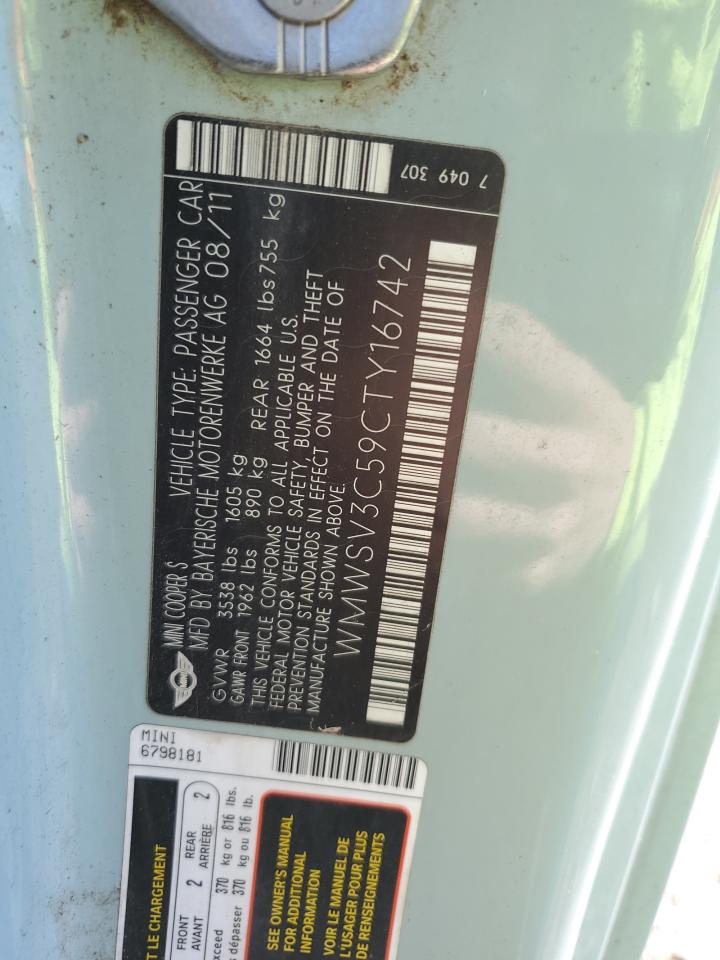 7 049 307
MINI COOPER S VEHICLE TYPE: PASSENGER CAR
MFD BY BAYERISCHE MOTORENWERKE AG 08/11
GVWR 3538 lbs 1605 kg
GAWR FRONT 1962 lbs 890 kg REAR 1664 lbs 755 kg
THIS VEHICLE CONFORMS TO ALL APPLICABLE U.S.
FEDERAL MOTOR VEHICLE SAFETY, BUMPER AND THEFT
PREVENTION STANDARDS IN EFFECT ON THE DATE OF
MANUFACTURE SHOWN ABOVE.
WMWSV3C59CTY16742
MINI
6798181
T LE CHARGEMENT
FRONT 2 REAR 2
AVANT ARRIÈRE
xceed 370 kg or 816 lbs.
s dépasser 370 kg ou 816 lb.
SEE OWNER'S MANUAL
FOR ADDITIONAL
INFORMATION
VOIR LE MANUEL DE
L'USAGER POUR PLUS
DE RENSEIGNEMENTS